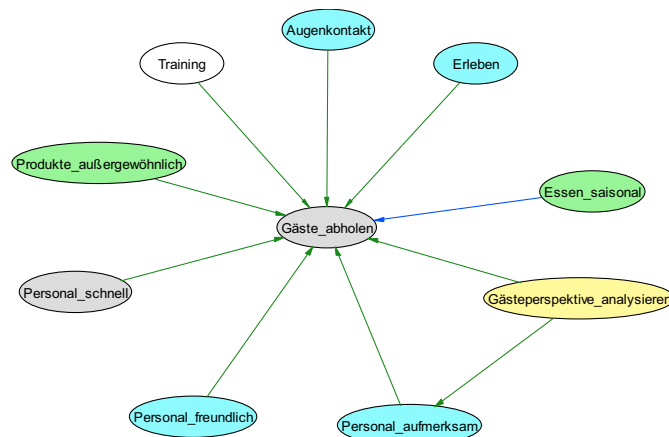 Augenkontakt
Training
Erleben
Produkte_außergewöhnlich
Essen_saisonal
Gäste_abholen
Personal_schnell
Gästeperspektive_analysieren
Personal_freundlich
Personal_aufmerksam